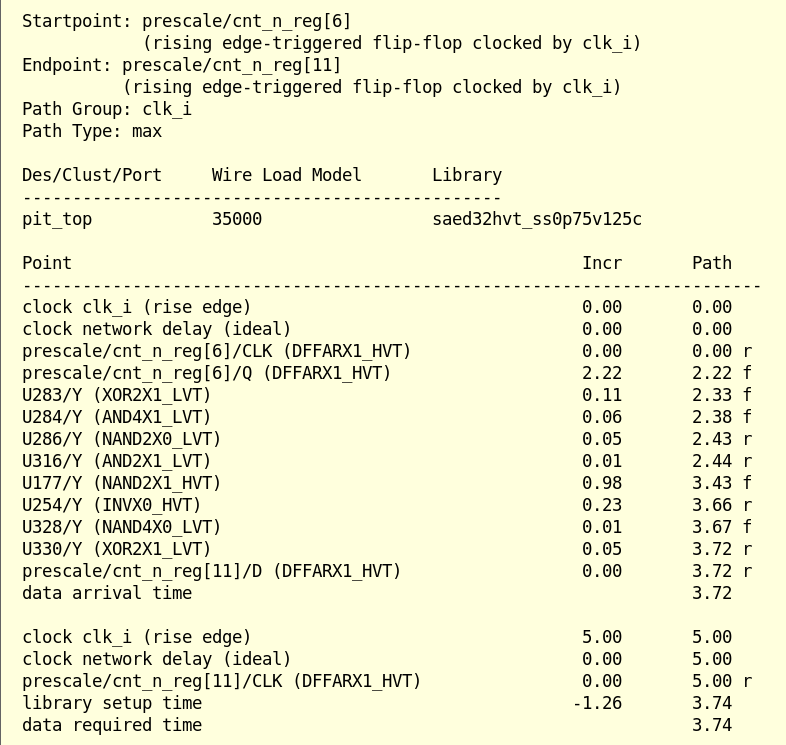 Startpoint: prescale/cnt_n_reg[6]
(rising edge-triggered flip-flop clocked by clk_i)
Endpoint: prescale/cnt_n_reg[11]
(rising edge-triggered flip-flop clocked by clk_i)
Path Group: clk_i
Path Type: max
Des/Clust/Port Wire Load Model Library
------------------------------------------------
pit_top 35000 saed32hvt_ss0p75v125c
Point Incr Path
--------------------------------------------------------------------------
clock clk_i (rise edge) 0.00 0.00
clock network delay (ideal) 0.00 0.00
prescale/cnt_n_reg[6]/CLK (DFFARX1_HVT) 0.00 0.00 r
prescale/cnt_n_reg[6]/Q (DFFARX1_HVT) 2.22 2.22 f
U283/Y (XOR2X1_LVT) 0.11 2.33 f
U284/Y (AND4X1_LVT) 0.06 2.38 f
U286/Y (NAND2X0_LVT) 0.05 2.43 r
U316/Y (AND2X1_LVT) 0.01 2.44 r
U177/Y (NAND2X1_HVT) 0.98 3.43 f
U254/Y (INVX0_HVT) 0.23 3.66 r
U328/Y (NAND4X0_LVT) 0.01 3.67 f
U330/Y (XOR2X1_LVT) 0.05 3.72 r
prescale/cnt_n_reg[11]/D (DFFARX1_HVT) 0.00 3.72 r
data arrival time 3.72
clock clk_i (rise edge) 5.00 5.00
clock network delay (ideal) 0.00 5.00
prescale/cnt_n_reg[11]/CLK (DFFARX1_HVT) 0.00 5.00 r
library setup time -1.26 3.74
data required time 3.74